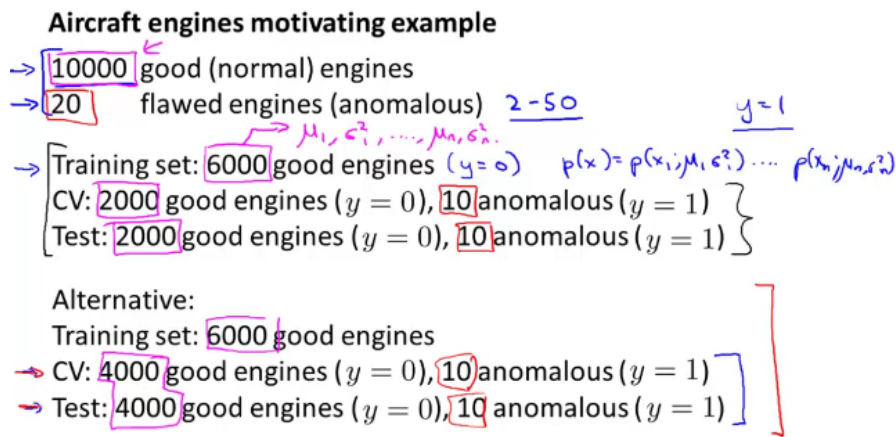 Aircraft engines motivating example
→ 10000 good (normal) engines
→ 20 flawed engines (anomalous) 2-50 y=1
μ₁, σ₁², ...., μₙ, σₙ².
→ Training set: 6000 good engines (y=0) p(x)=p(x₁;μ₁,σ₁²) .... p(xₙ;μₙ,σₙ²)
CV: 2000 good engines (y = 0), 10 anomalous (y = 1)
Test: 2000 good engines (y = 0), 10 anomalous (y = 1)
Alternative:
Training set: 6000 good engines
→ CV: 4000 good engines (y = 0), 10 anomalous (y = 1)
→ Test: 4000 good engines (y = 0), 10 anomalous (y = 1)